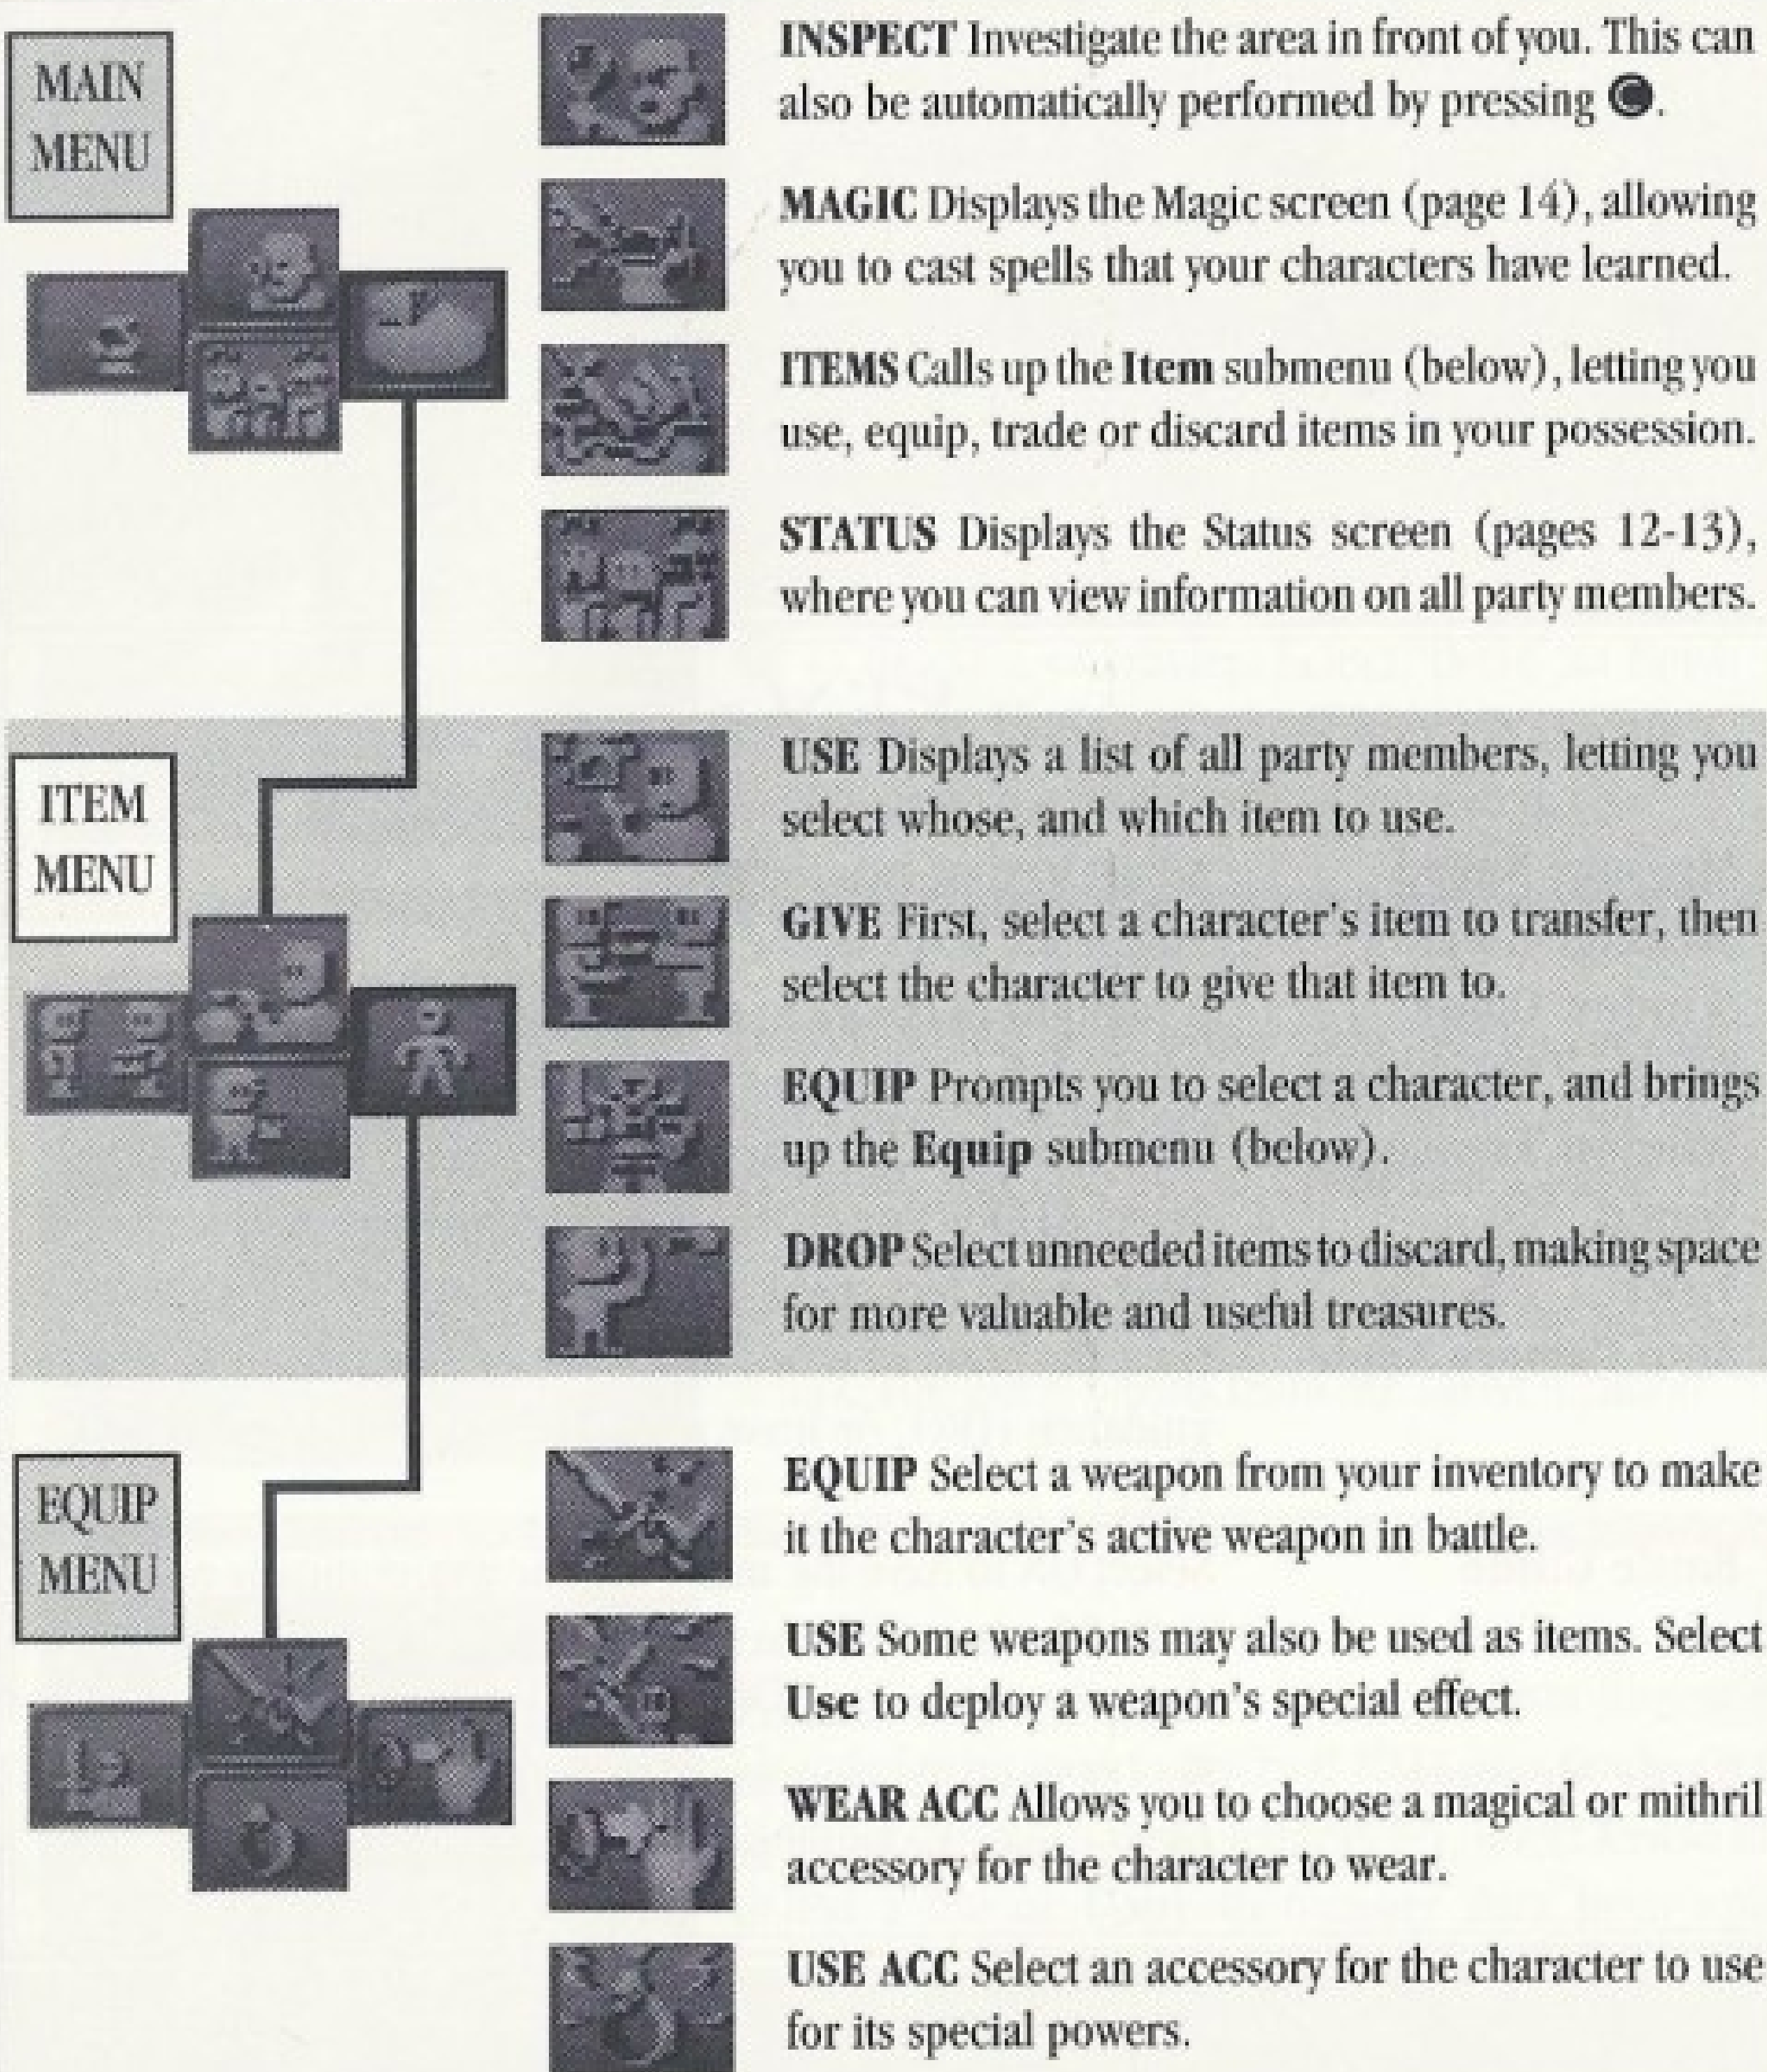 MAIN
MENU
INSPECT Investigate the area in front of you. This can
also be automatically performed by pressing C.
MAGIC Displays the Magic screen (page 14), allowing
you to cast spells that your characters have learned.
ITEMS Calls up the Item submenu (below), letting you
use, equip, trade or discard items in your possession.
STATUS Displays the Status screen (pages 12-13),
where you can view information on all party members.
ITEM
MENU
USE Displays a list of all party members, letting you
select whose, and which item to use.
GIVE First, select a character's item to transfer, then
select the character to give that item to.
EQUIP Prompts you to select a character, and brings
up the Equip submenu (below).
DROP Select unneeded items to discard, making space
for more valuable and useful treasures.
EQUIP
MENU
EQUIP Select a weapon from your inventory to make
it the character's active weapon in battle.
USE Some weapons may also be used as items. Select
Use to deploy a weapon's special effect.
WEAR ACC Allows you to choose a magical or mithril
accessory for the character to wear.
USE ACC Select an accessory for the character to use
for its special powers.